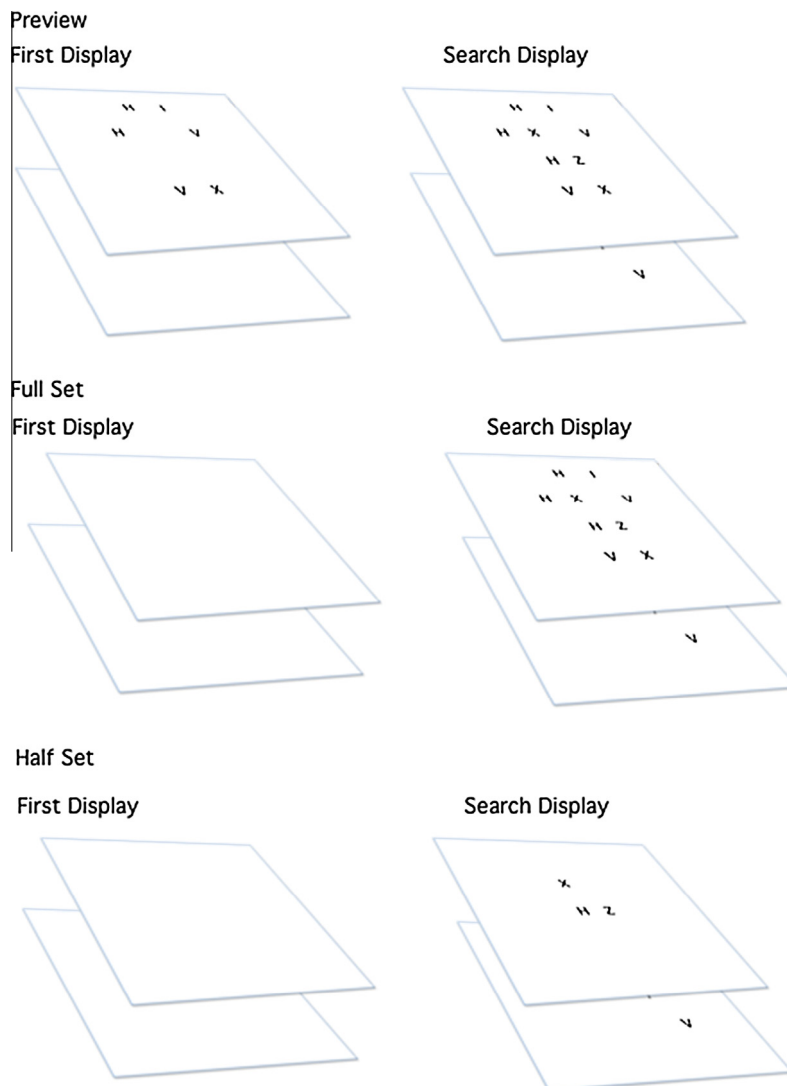 Preview
First Display Search Display
H I H I
H V H X V
H Z
V X V X
V
Full Set
First Display Search Display
H I
H X V
H Z
V X
V
Half Set
First Display Search Display
X
H Z
V